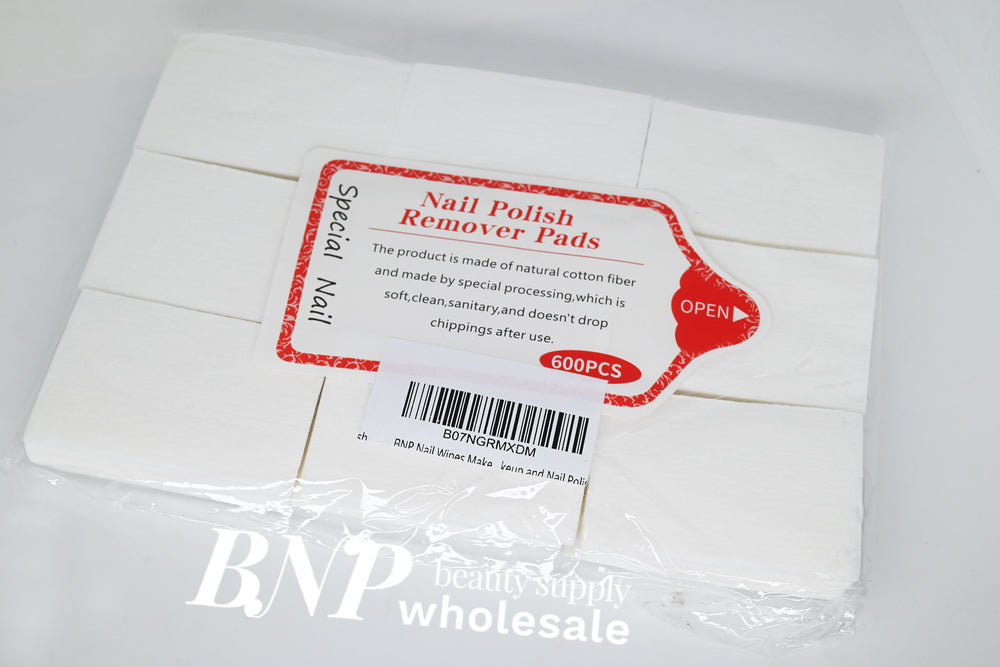 Special Nail
Nail Polish
Remover Pads
The product is made of natural cotton fiber
and made by special processing,which is
soft,clean,sanitary,and doesn't drop
chippings after use.
OPEN
600PCS
B07NGRMXDM
BNP Nail Wipes Make
and Nail
BNP
beauty supply
wholesale